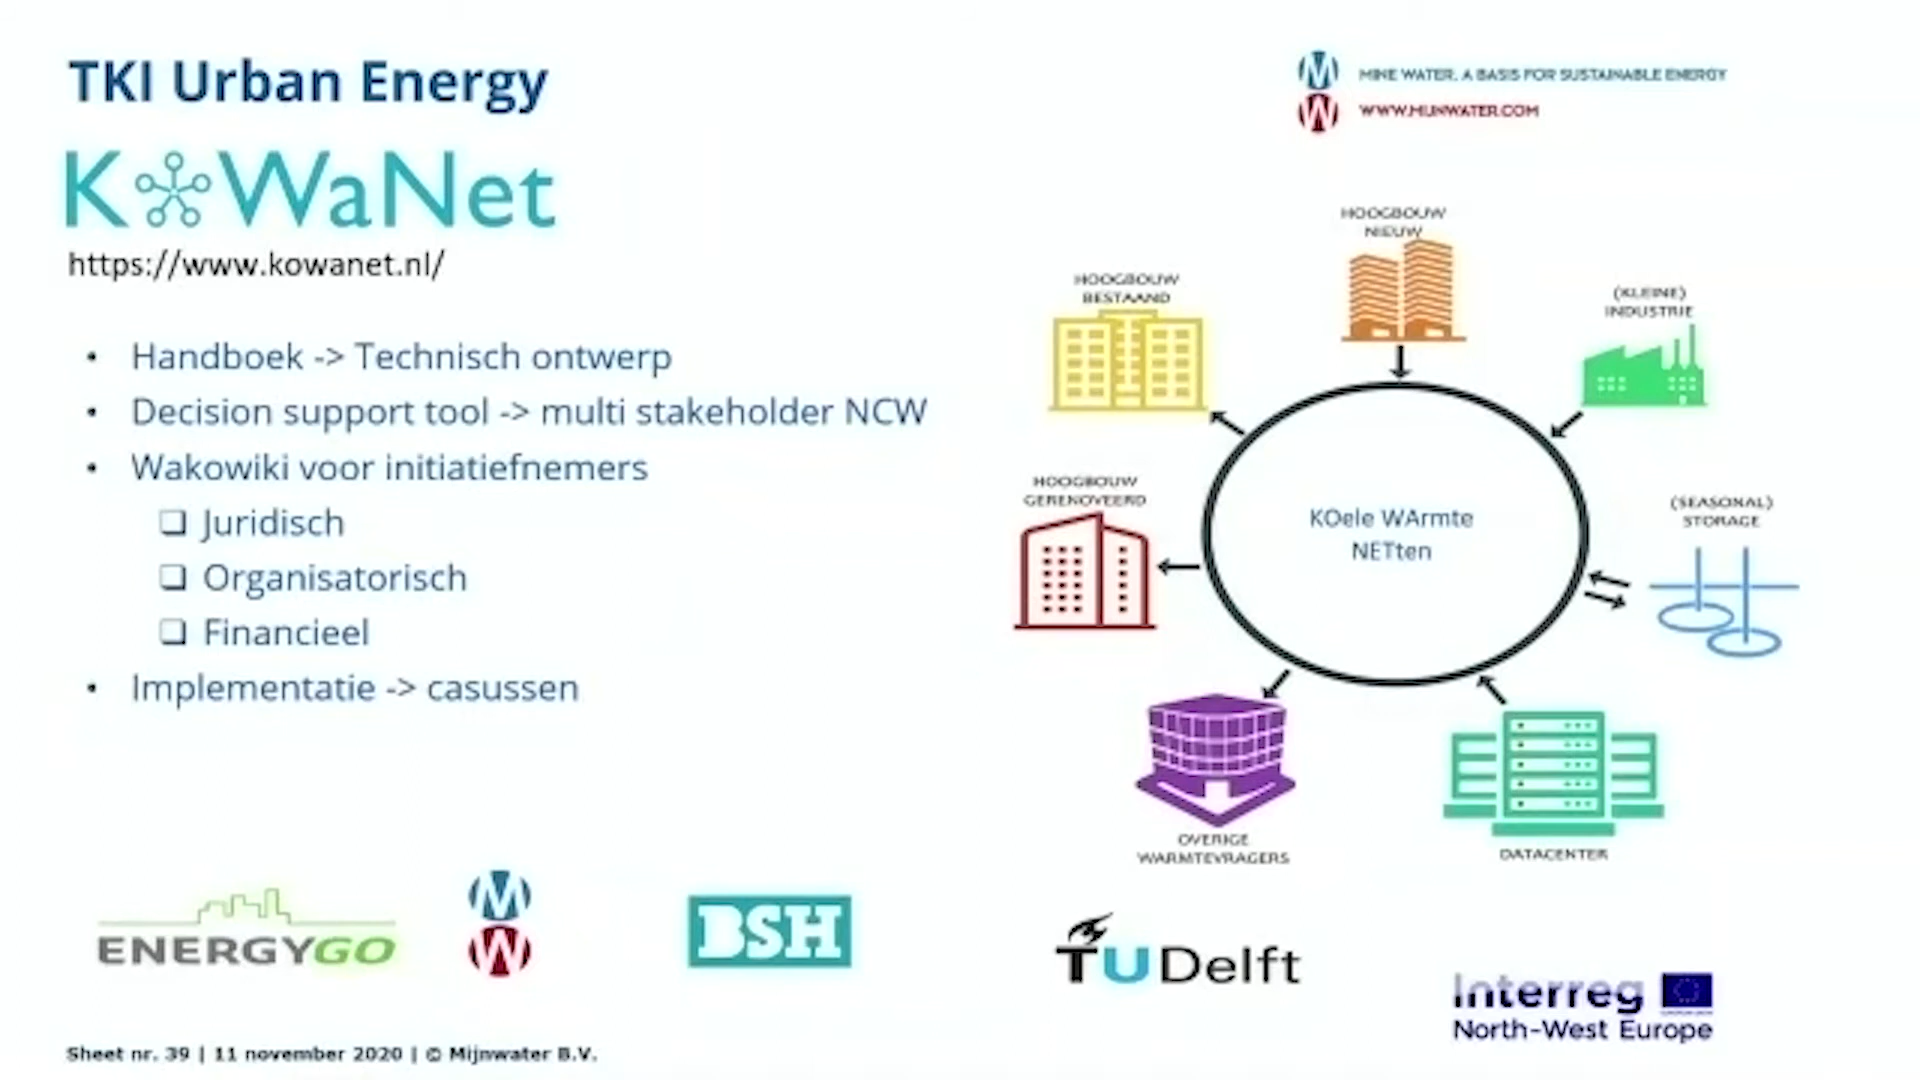 TKI Urban Energy
MINE WATER. A BASIS FOR SUSTAINABLE ENERGY
WWW.MIJNWATER.COM
KoWaNet
https://www.kowanet.nl/
• Handboek -> Technisch ontwerp
• Decision support tool -> multi stakeholder NCW
• Wakowiki voor initiatiefnemers
❑ Juridisch
❑ Organisatorisch
❑ Financieel
• Implementatie -> casussen
HOOGBOUW
NIEUW
HOOGBOUW
BESTAAND
(KLEINE)
INDUSTRIE
HOOGBOUW
GERENOVEERD
KOele WArmte
NETten
(SEASONAL)
STORAGE
OVERIGE
WARMTEVRAGERS
DATACENTER
ENERGYGO
MW
BSH
TUDelft
Interreg
North-West Europe
Sheet nr. 39 | 11 november 2020 | © Mijnwater B.V.